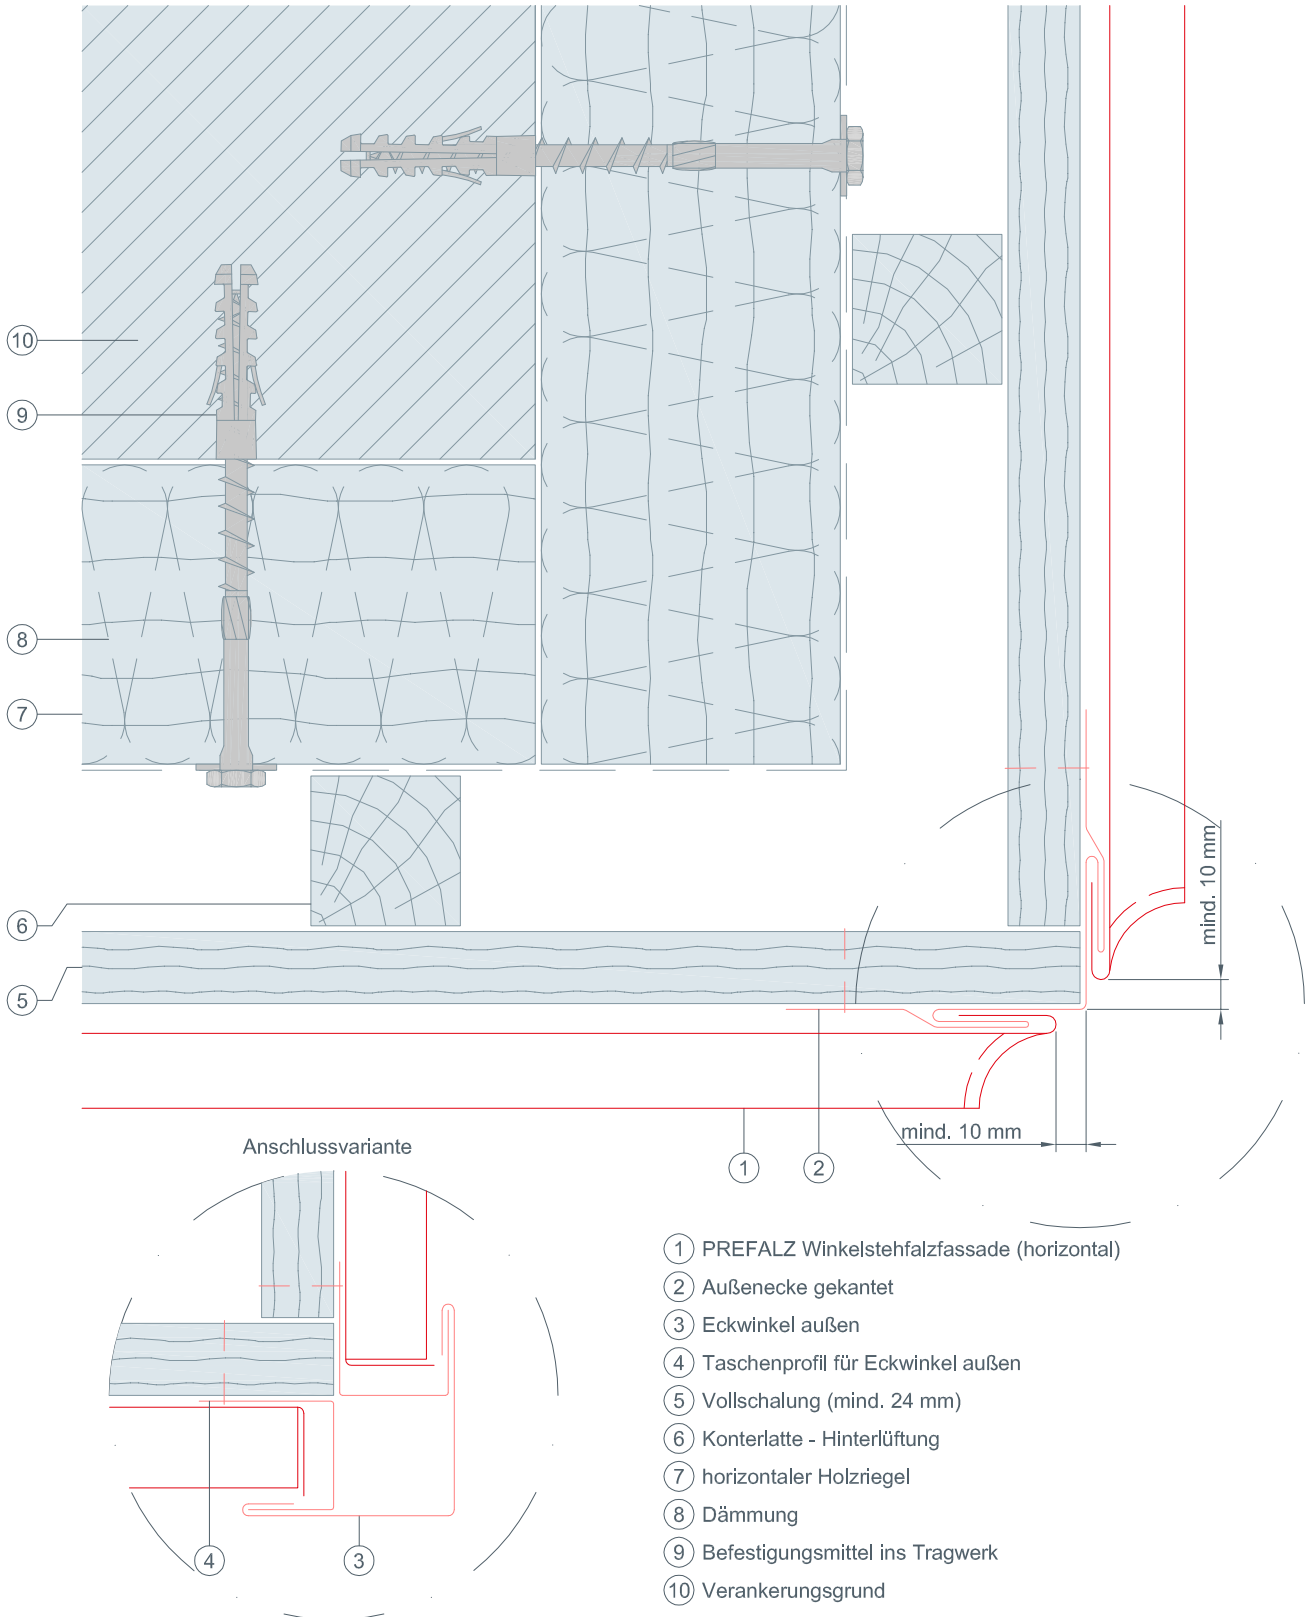 10
9
8
7
6
5
mind. 10 mm
mind. 10 mm
1
2
Anschlussvariante
4
3
1 PREFALZ Winkelstehfalzfassade (horizontal)
2 Außenecke gekantet
3 Eckwinkel außen
4 Taschenprofil für Eckwinkel außen
5 Vollschalung (mind. 24 mm)
6 Konterlatte - Hinterlüftung
7 horizontaler Holzriegel
8 Dämmung
9 Befestigungsmittel ins Tragwerk
10 Verankerungsgrund